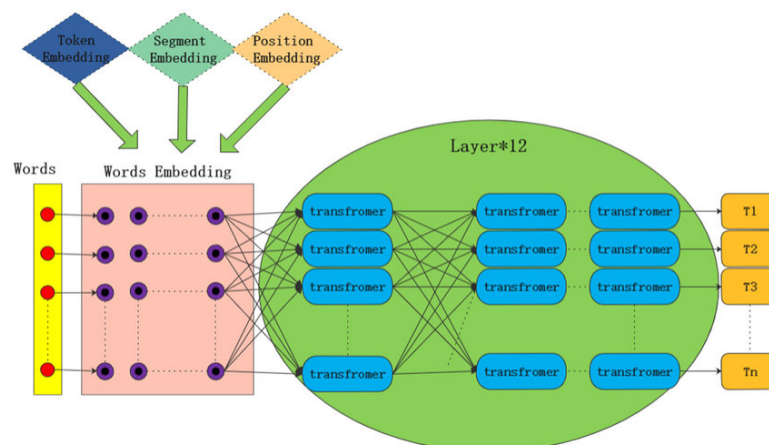 Token
Embedding
Segment
Embedding
Position
Embedding
Layer*12
Words
Words Embedding
transfromer
transfromer
transfromer
T1
transfromer
transfromer
transfromer
T2
transfromer
transfromer
transfromer
T3
transfromer
transfromer
transfromer
Tn